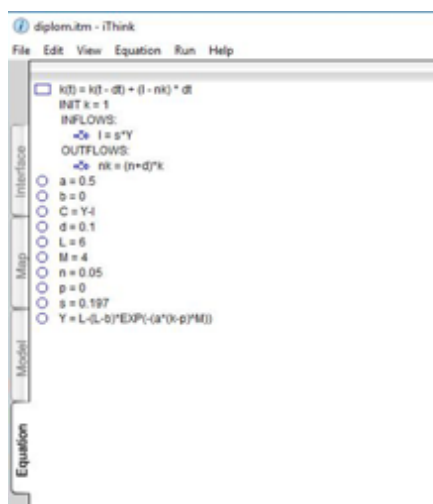 diplom.itm - iThink
File Edit View Equation Run Help
k(t) = k(t - dt) + (I - nk) * dt
INIT k = 1
INFLOWS:
I = s*Y
OUTFLOWS:
nk = (n+d)*k
a = 0.5
b = 0
C = Y-I
d = 0.1
L = 6
M = 4
n = 0.05
p = 0
s = 0.197
Y = L-(L-b)*EXP(-(a*(k-p)*M))
Interface
Map
Model
Equation